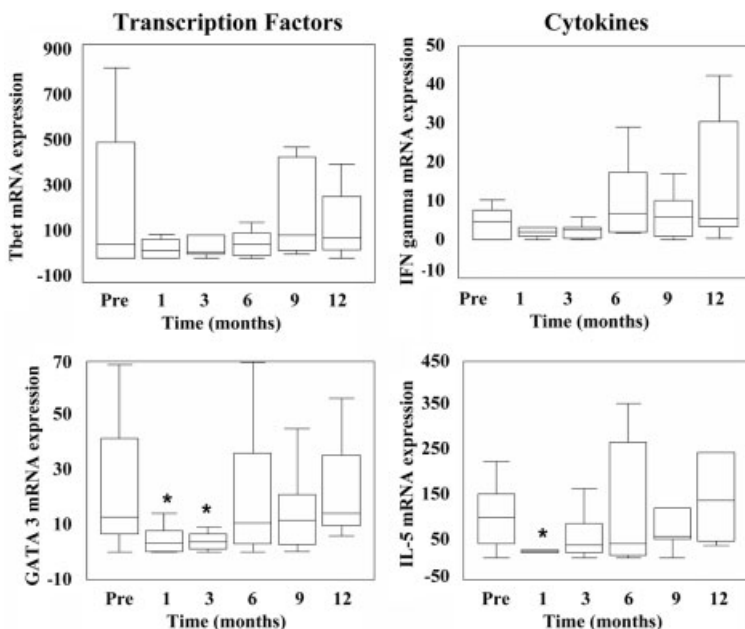 Transcription Factors
Cytokines
Tbet mRNA expression
900
700
500
300
100
-100
Pre 1 3 6 9 12
Time (months)
IFN gamma mRNA expression
50
40
30
20
10
0
-10
Pre 1 3 6 9 12
Time (months)
GATA 3 mRNA expression
70
50
30
10
-10
* *
Pre 1 3 6 9 12
Time (months)
IL-5 mRNA expression
450
350
250
150
50
-50
*
Pre 1 3 6 9 12
Time (months)